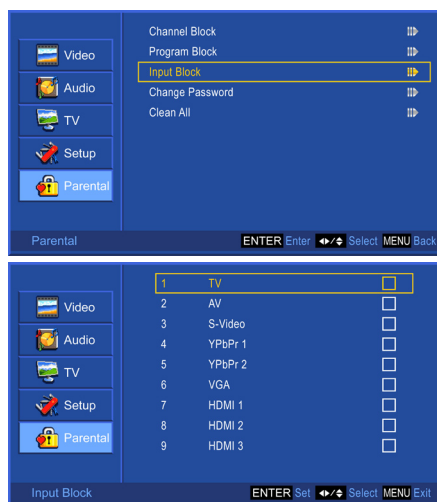 Channel Block
Program Block
Video
Input Block
Audio
Change Password
Clean All
TV
Setup
Parental
Parental ENTER Enter Select MENU Back
1 TV
2 AV
Video
3 S-Video
Audio
4 YPbPr 1
5 YPbPr 2
TV
6 VGA
Setup
7 HDMI 1
8 HDMI 2
Parental
9 HDMI 3
Input Block ENTER Set Select MENU Exit